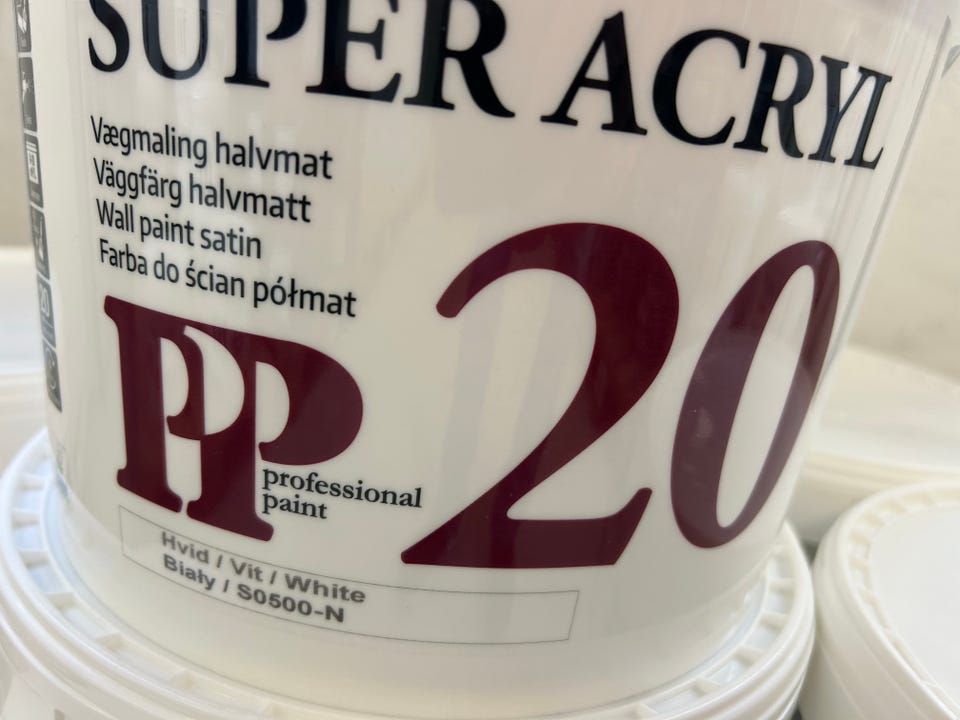 SUPER ACRYL
Vægmaling halvmat
Väggfärg halvmatt
Wall paint satin
Farba do ścian półmat
20
PP
professional
paint
Hvid / Vit / White
Biały / S0500-N
20